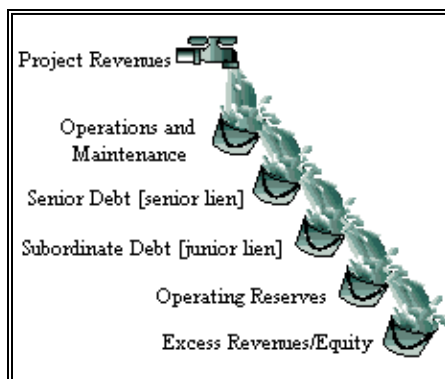 Project Revenues
Operations and
Maintenance
Senior Debt [senior lien]
Subordinate Debt [junior lien]
Operating Reserves
Excess Revenues/Equity